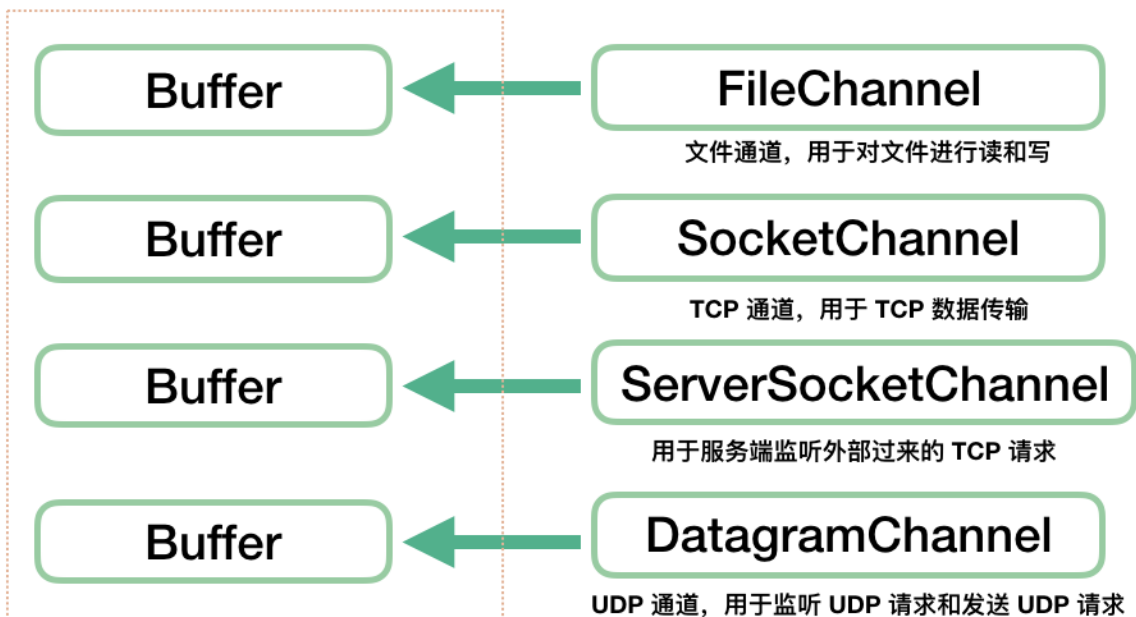 Buffer
FileChannel
文件通道，用于对文件进行读和写
Buffer
SocketChannel
TCP 通道，用于 TCP 数据传输
Buffer
ServerSocketChannel
用于服务端监听外部过来的 TCP 请求
Buffer
DatagramChannel
UDP 通道，用于监听 UDP 请求和发送 UDP 请求